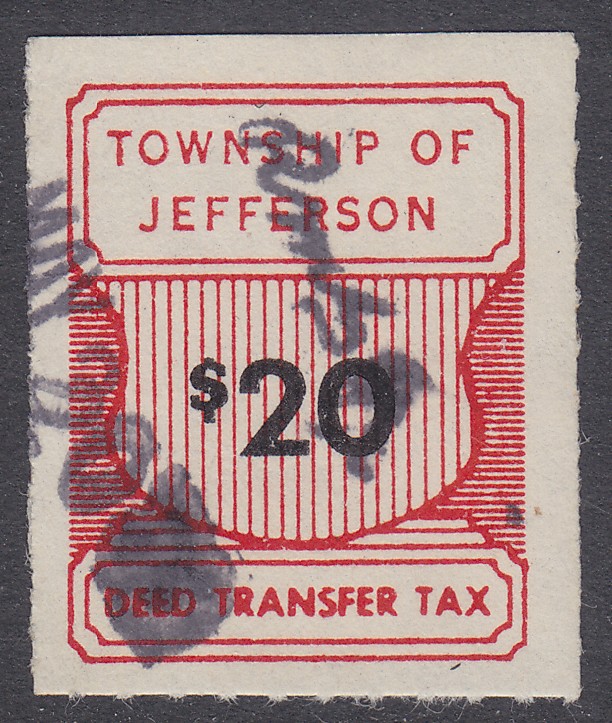 TOWNSHIP OF
JEFFERSON
$20
DEED TRANSFER TAX